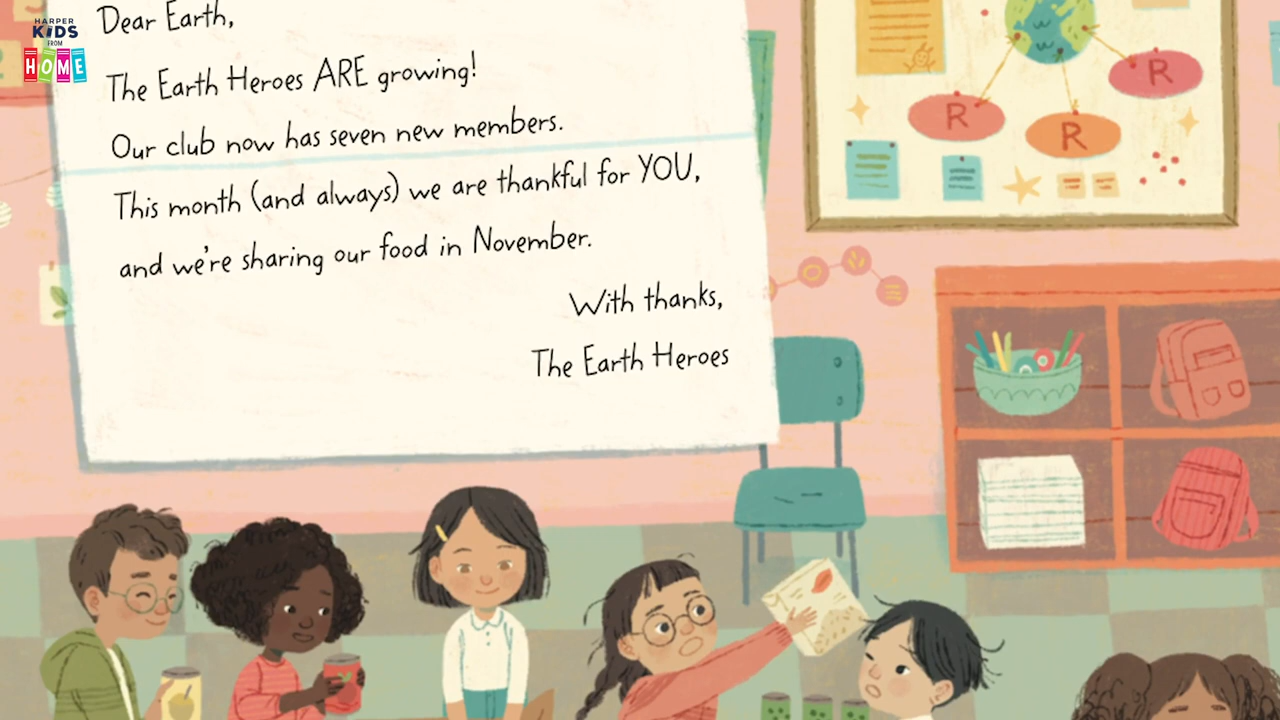 HARPER
KiDS
FROM
HOME
Dear Earth,
The Earth Heroes ARE growing!
Our club now has seven new members.
This month (and always) we are thankful for YOU,
and we're sharing our food in November.
With thanks,
The Earth Heroes
R
R
R